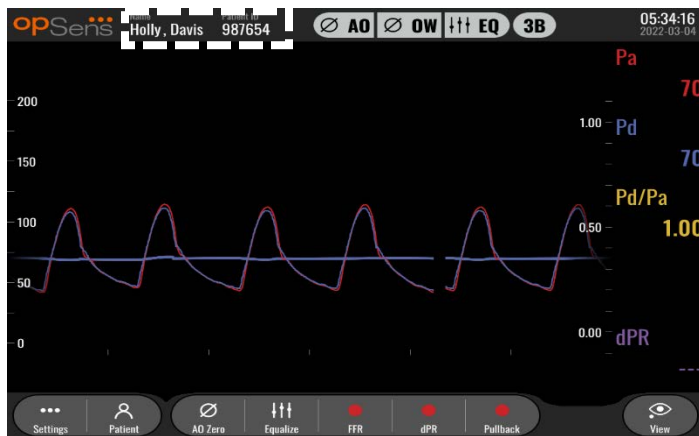 opSens
Name
Patient ID
Holly, Davis
987654
AO
OW
EQ
3B
05:34:16
2022-03-04
Pa
70
200
1.00
Pd
70
150
Pd/Pa
100
0.50
1.00
50
0
0.00
dPR
---
Settings
Patient
AO Zero
Equalize
FFR
dPR
Pullback
View